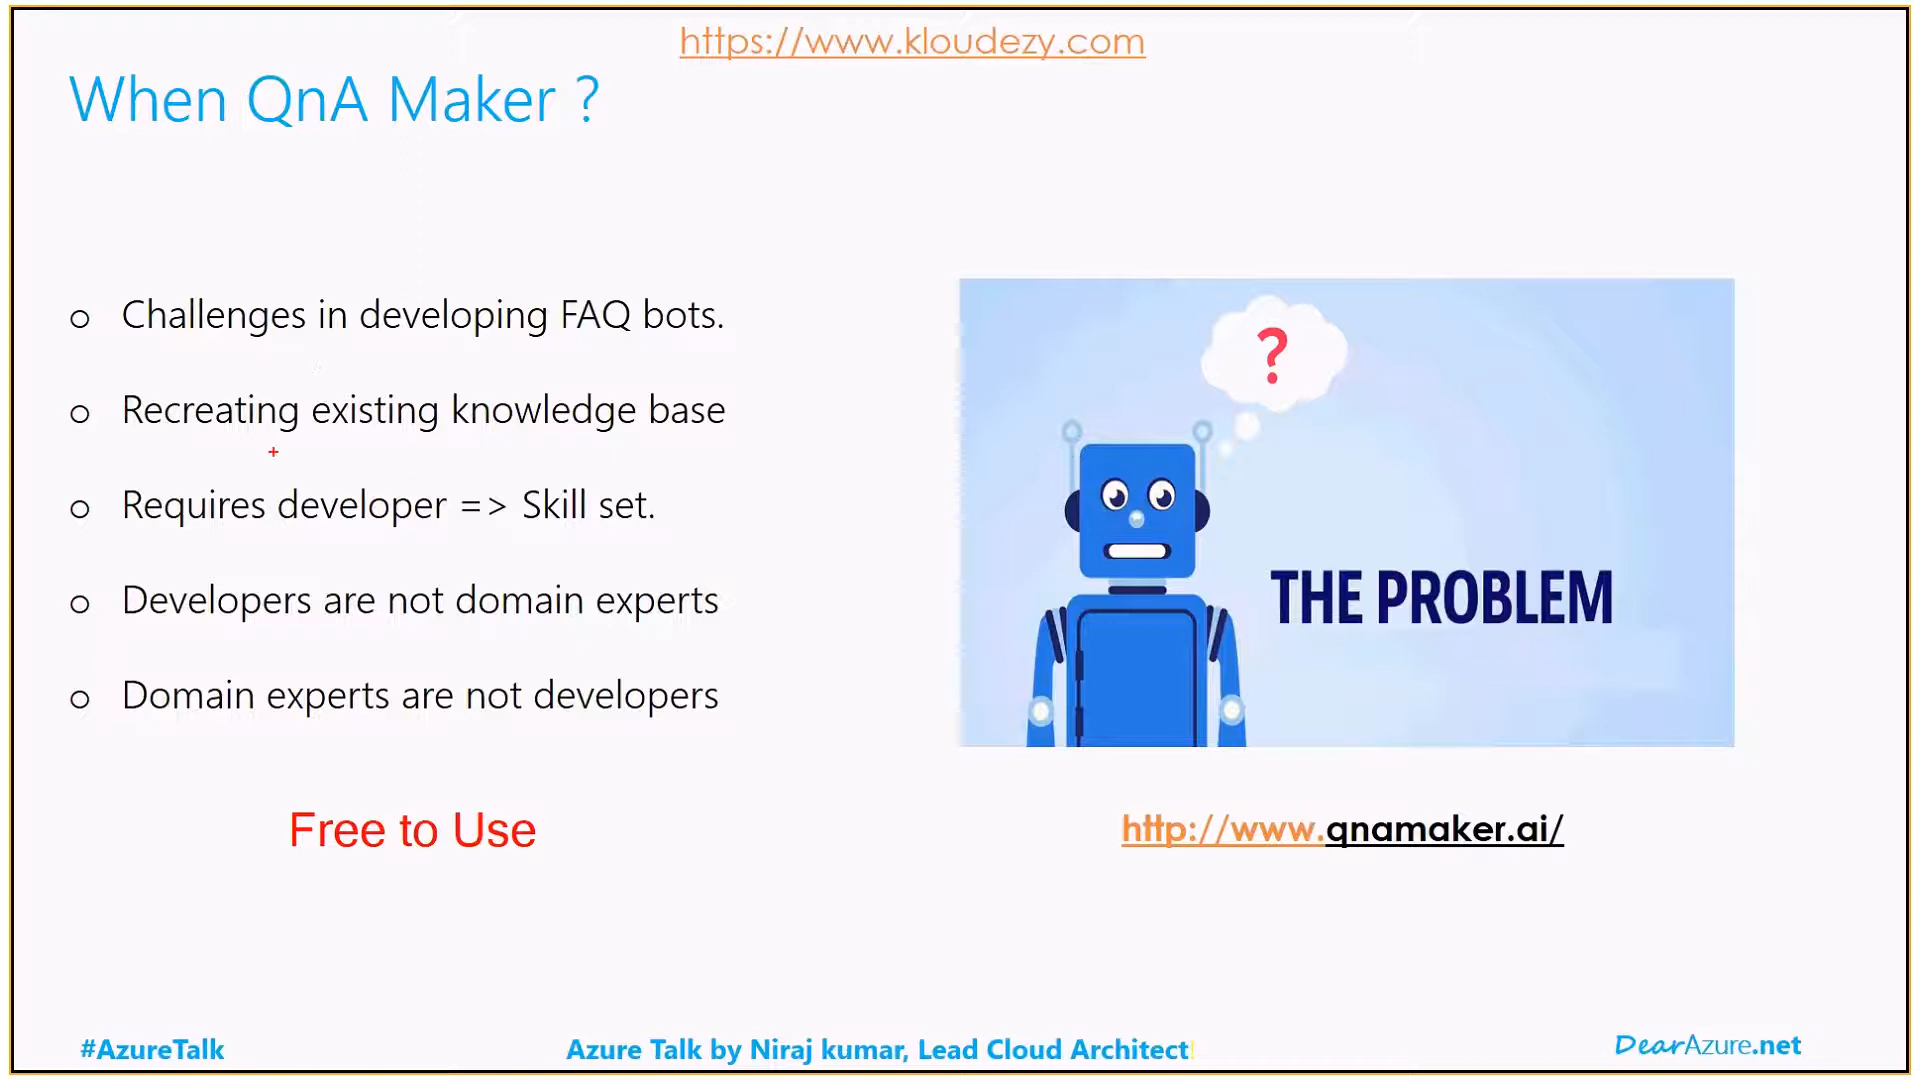 https://www.kloudezy.com
When QnA Maker ?
o Challenges in developing FAQ bots.
o Recreating existing knowledge base
o Requires developer => Skill set.
o Developers are not domain experts
o Domain experts are not developers
?
THE PROBLEM
Free to Use
http://www.qnamaker.ai/
#AzureTalk
Azure Talk by Niraj kumar, Lead Cloud Architect!
DearAzure.net